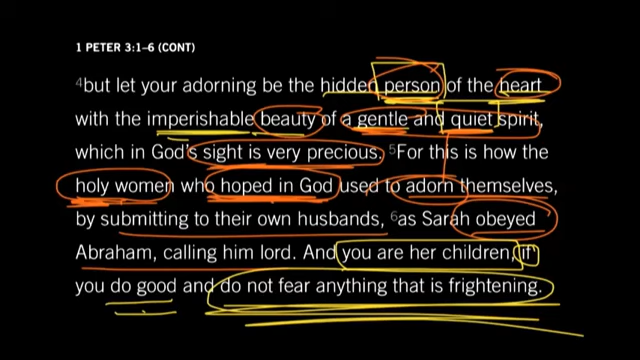 1 PETER 3:1–6 (CONT)
4but let your adorning be the hidden person of the heart
with the imperishable beauty of a gentle and quiet spirit,
which in God's sight is very precious. 5For this is how the
holy women who hoped in God used to adorn themselves,
by submitting to their own husbands, 6as Sarah obeyed
Abraham, calling him lord. And you are her children, if
you do good and do not fear anything that is frightening.